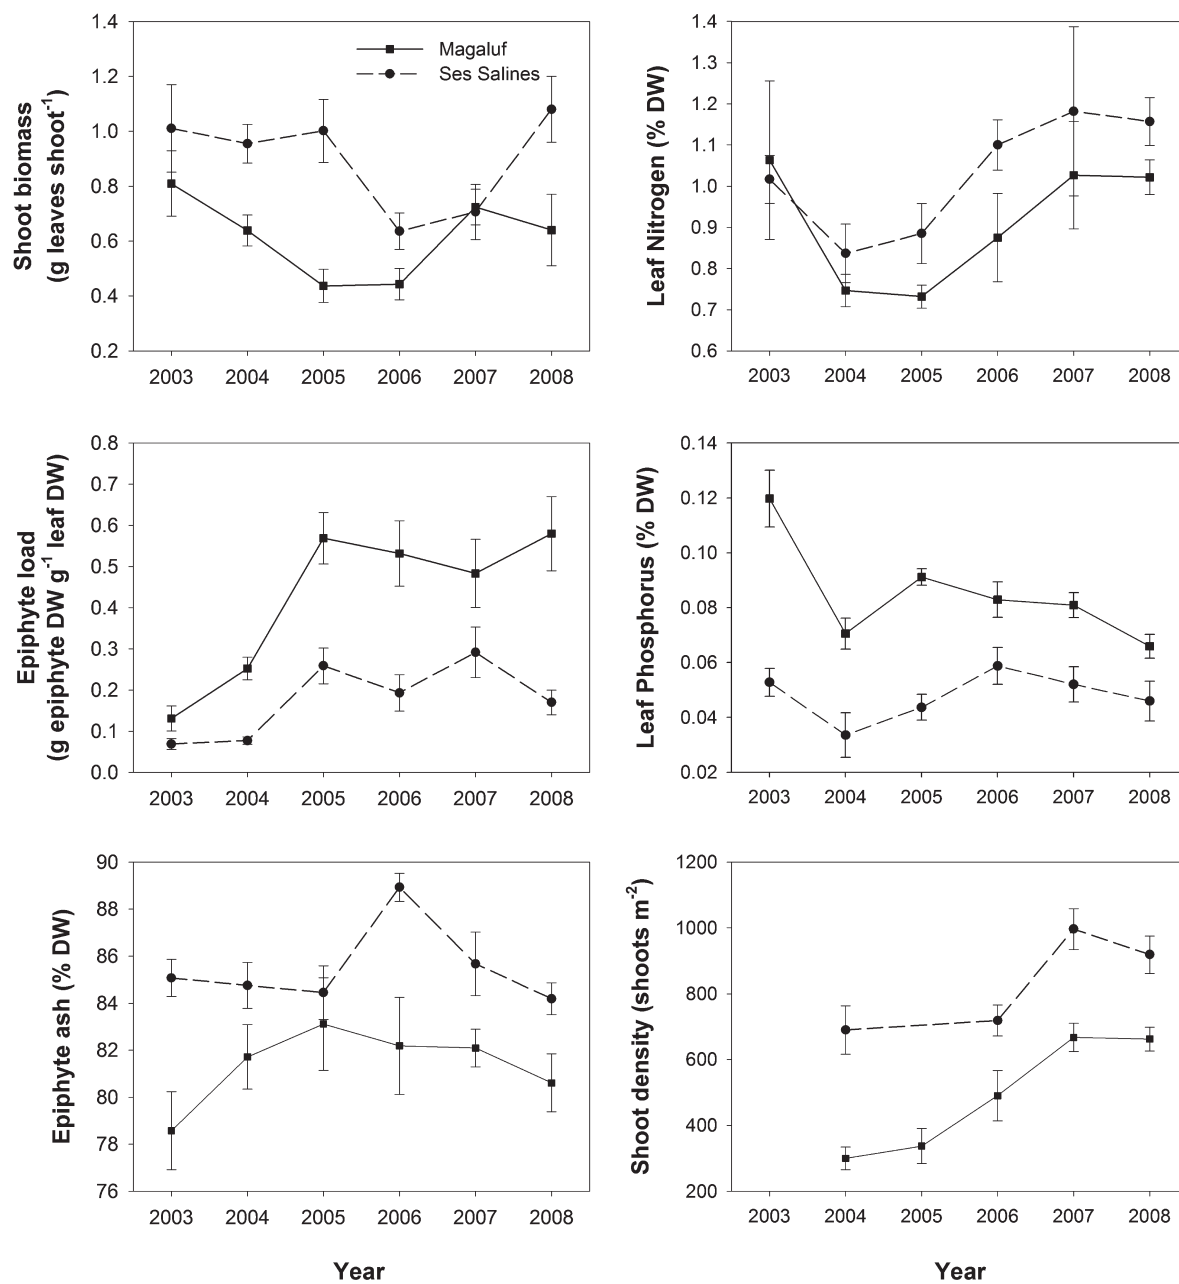 Shoot biomass
(g leaves shoot-1)
1.4
1.2
1.0
0.8
0.6
0.4
0.2
Magaluf
Ses Salines
2003 2004 2005 2006 2007 2008
Leaf Nitrogen (% DW)
1.4
1.3
1.2
1.1
1.0
0.9
0.8
0.7
0.6
2003 2004 2005 2006 2007 2008
Epiphyte load
(g epiphyte DW g-1 leaf DW)
0.8
0.7
0.6
0.5
0.4
0.3
0.2
0.1
0.0
2003 2004 2005 2006 2007 2008
Leaf Phosphorus (% DW)
0.14
0.12
0.10
0.08
0.06
0.04
0.02
2003 2004 2005 2006 2007 2008
Epiphyte ash (% DW)
90
88
86
84
82
80
78
76
2003 2004 2005 2006 2007 2008
Year
Shoot density (shoots m-2)
1200
1000
800
600
400
200
2003 2004 2005 2006 2007 2008
Year